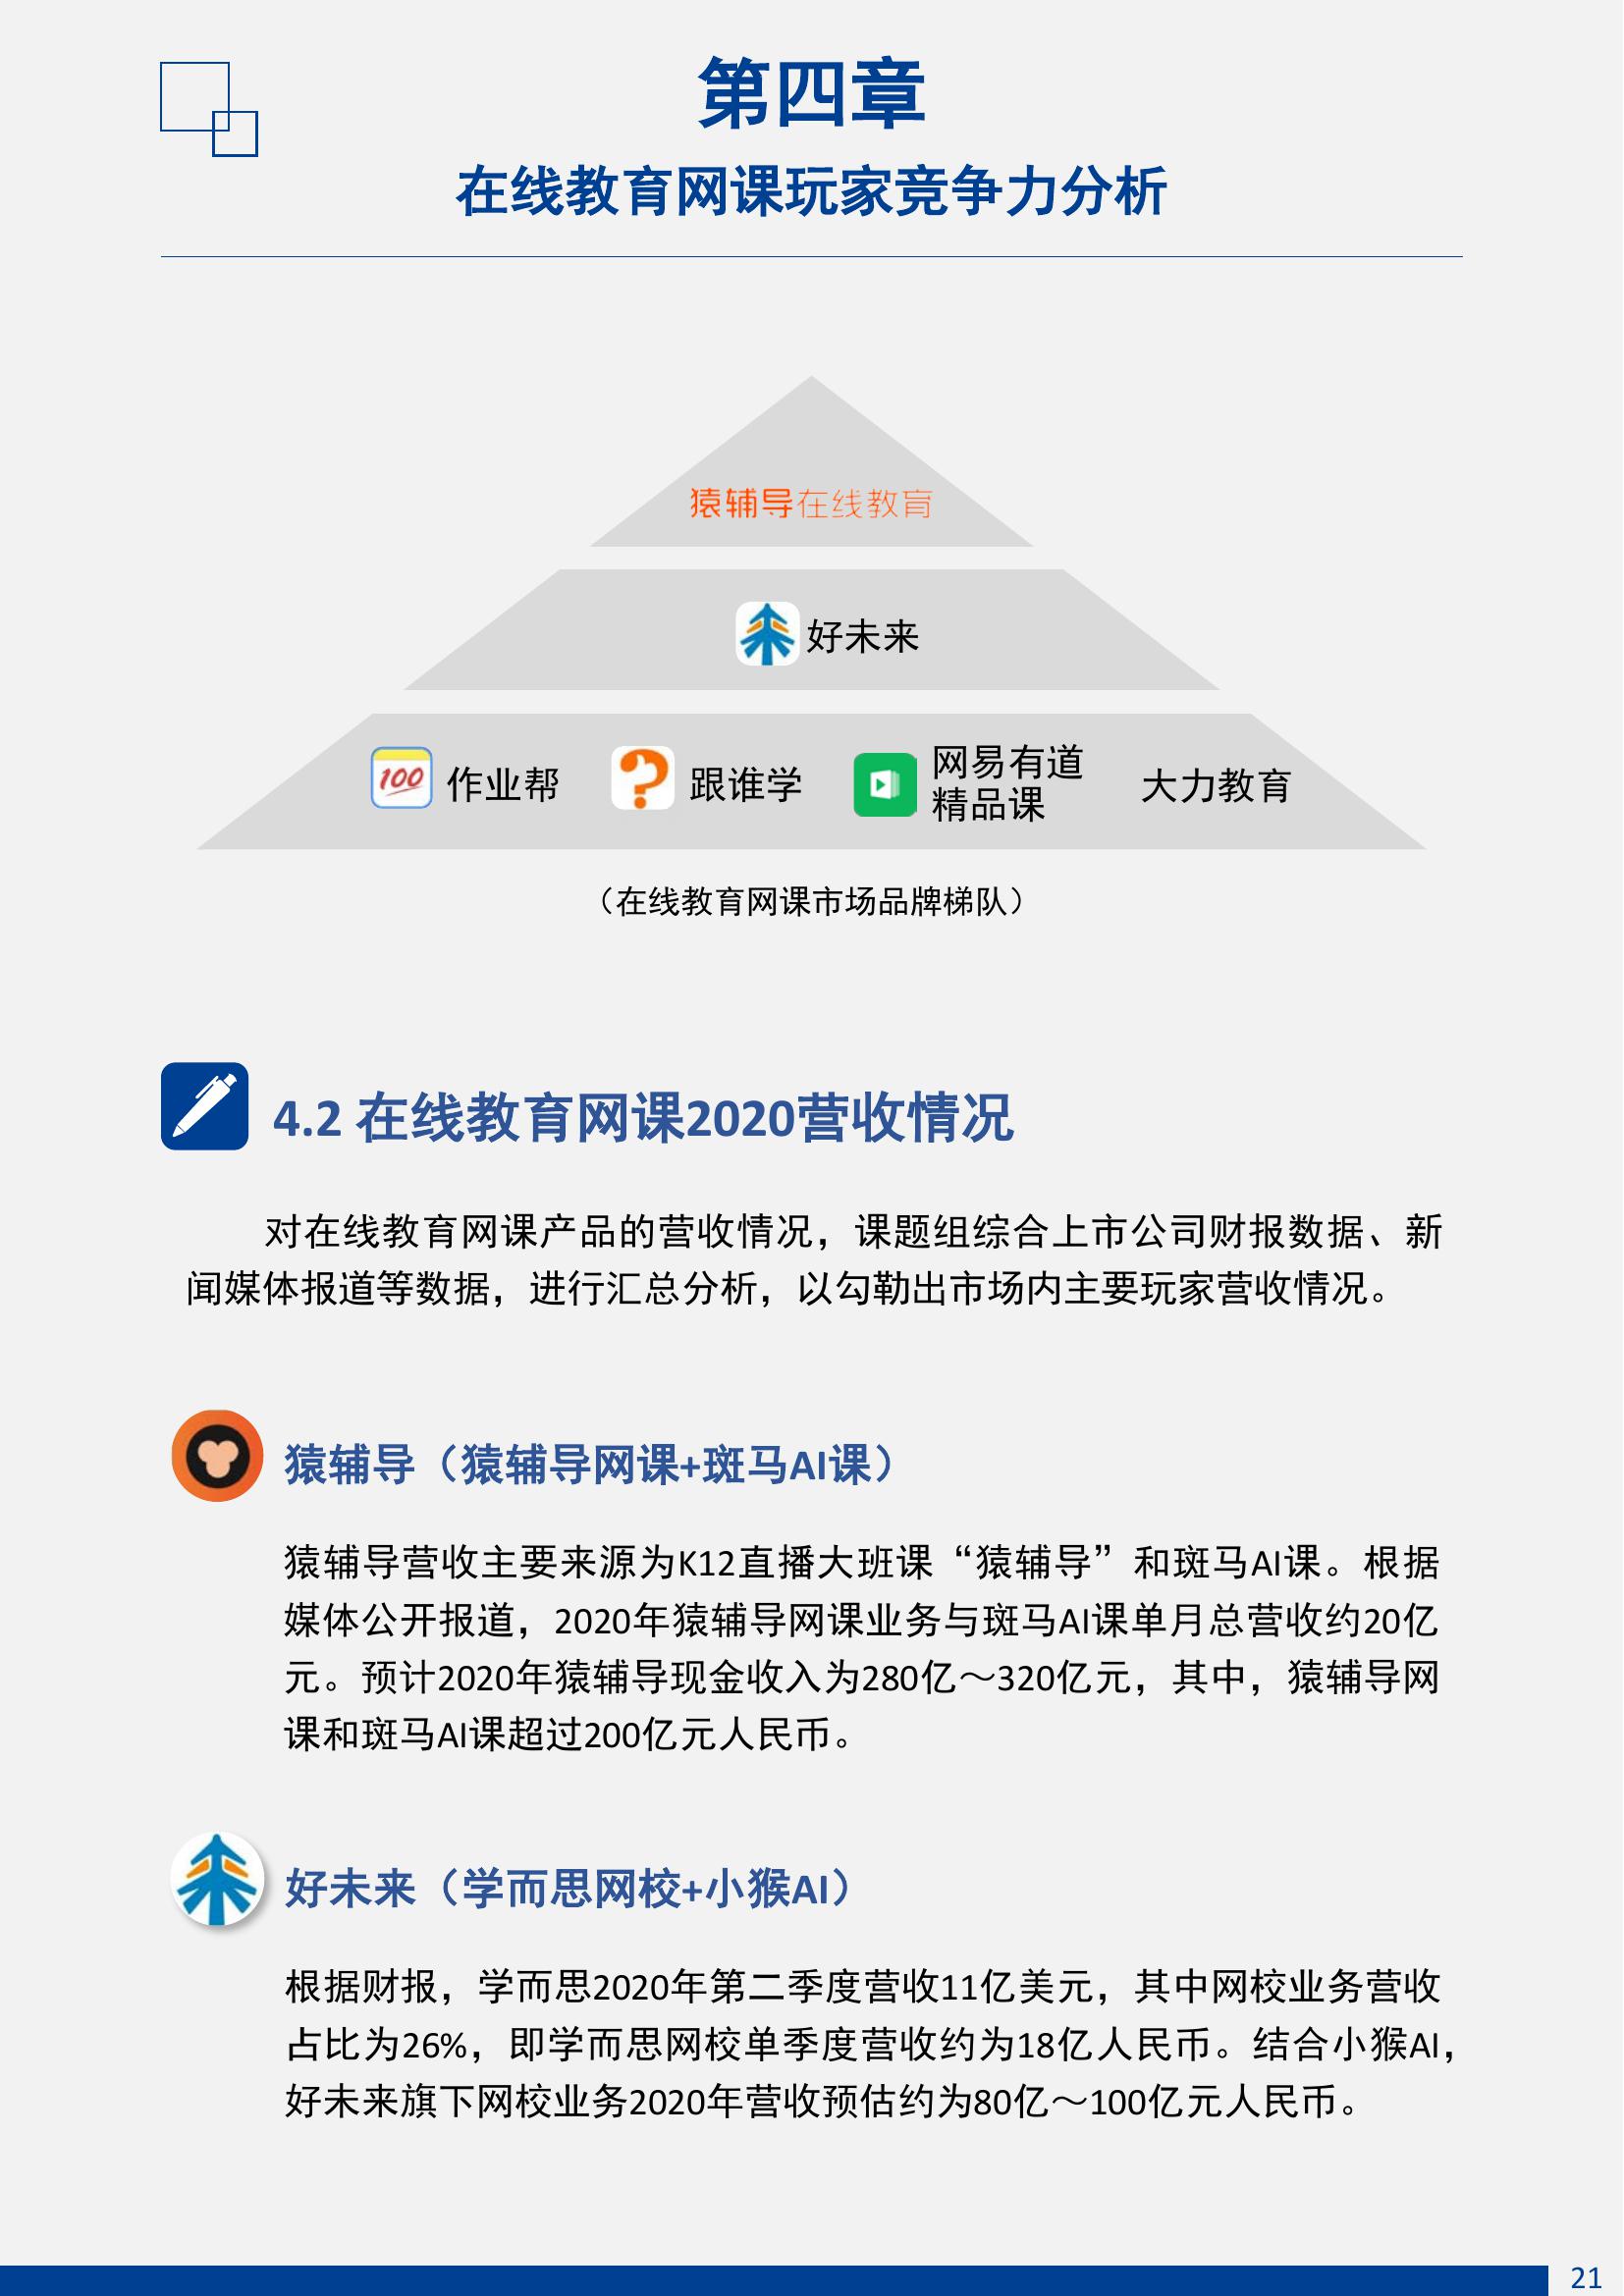 第四章
在线教育网课玩家竞争力分析
猿辅导在线教育
好未来
100 作业帮
跟谁学
网易有道
精品课
大力教育
（在线教育网课市场品牌梯队）
4.2 在线教育网课2020营收情况
对在线教育网课产品的营收情况，课题组综合上市公司财报数据、新
闻媒体报道等数据，进行汇总分析，以勾勒出市场内主要玩家营收情况。
猿辅导（猿辅导网课+斑马AI课）
猿辅导营收主要来源为K12直播大班课“猿辅导”和斑马AI课。根据
媒体公开报道，2020年猿辅导网课业务与斑马AI课单月总营收约20亿
元。预计2020年猿辅导现金收入为280亿～320亿元，其中，猿辅导网
课和斑马AI课超过200亿元人民币。
好未来（学而思网校+小猴AI）
根据财报，学而思2020年第二季度营收11亿美元，其中网校业务营收
占比为26%，即学而思网校单季度营收约为18亿人民币。结合小猴AI，
好未来旗下网校业务2020年营收预估约为80亿～100亿元人民币。
21